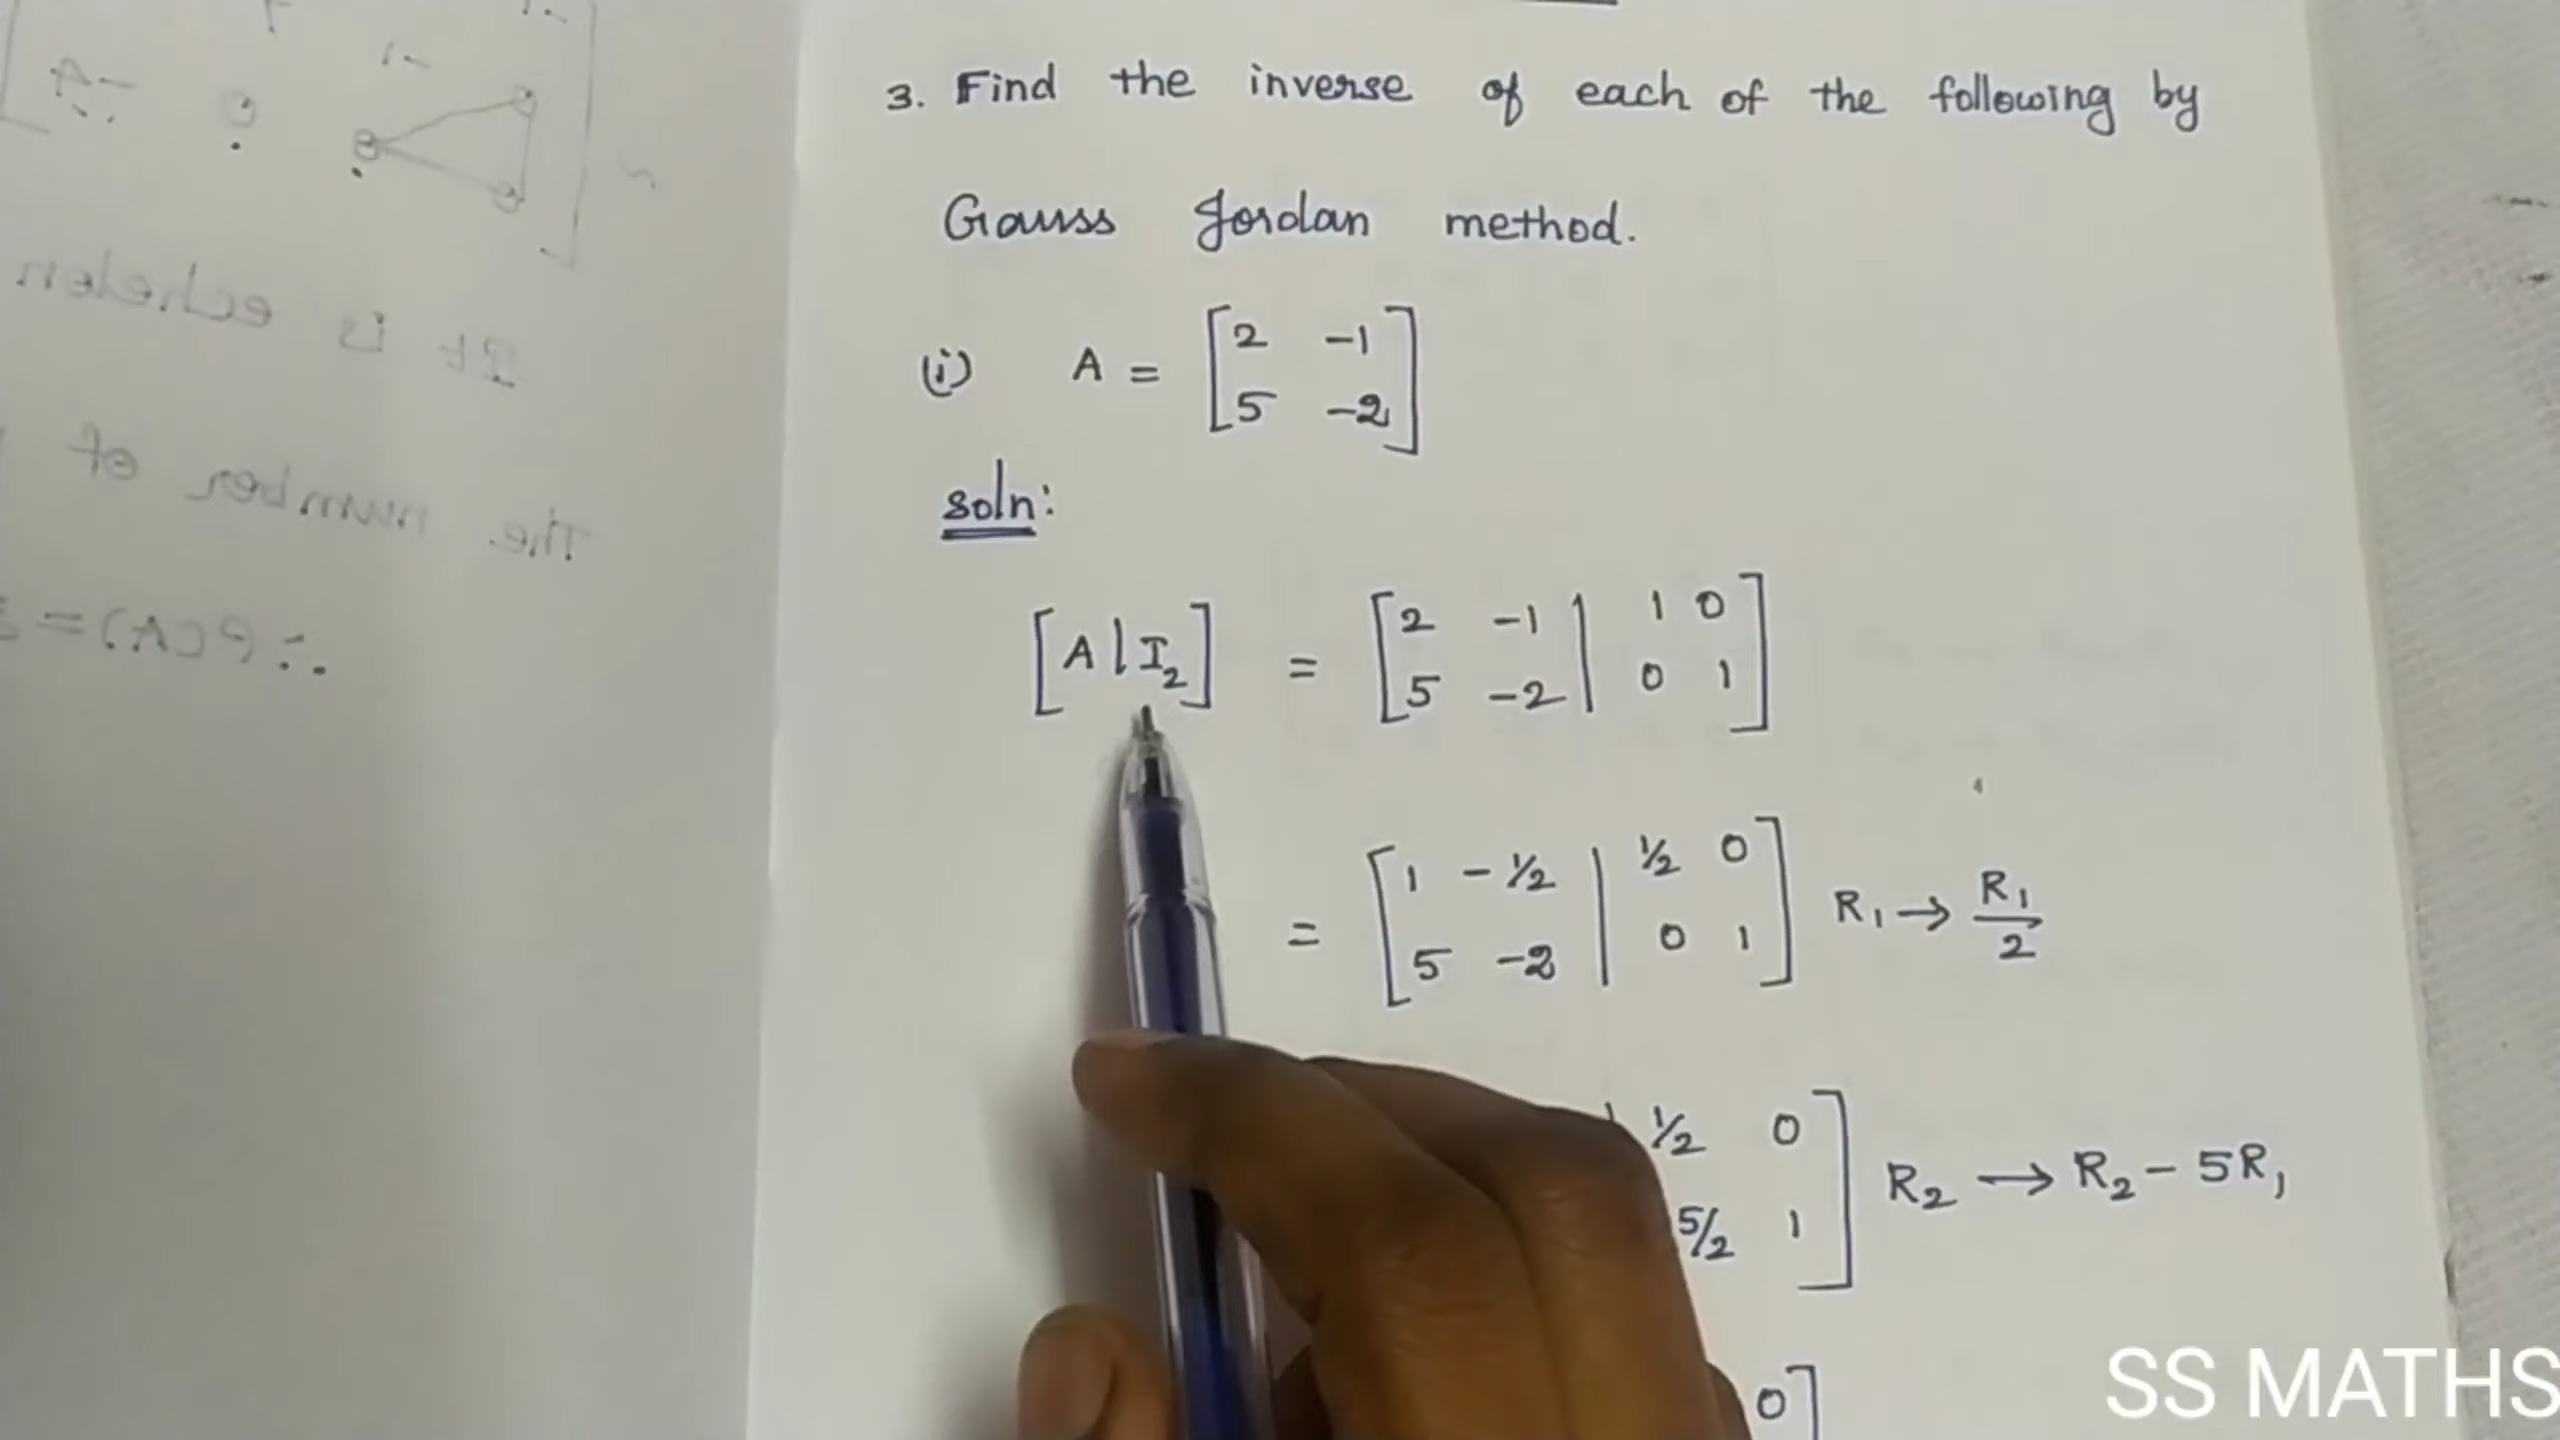 3. Find the inverse of each of the following by
Gauss Jordan method.
(i) A = [2 -1
5 -2]
soln:
[A | I₂] = [2 -1 | 1 0
5 -2 | 0 1]
= [1 -½ | ½ 0
5 -2 | 0 1] R₁ → R₁/2
½ 0
5/2 1] R₂ → R₂ - 5R₁
0]
SS MATHS